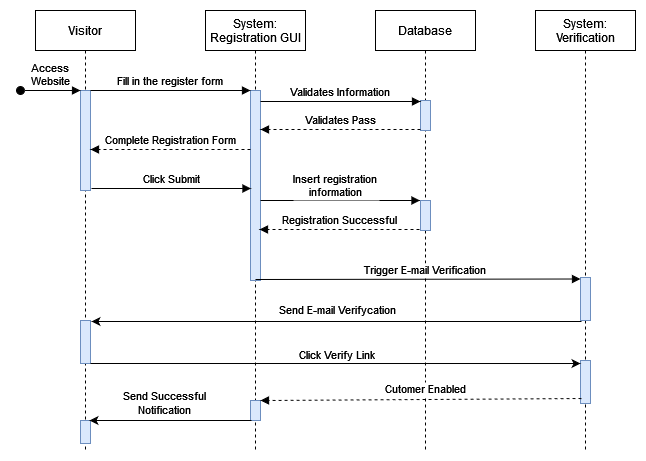 Visitor
System:
Registration GUI
Database
System:
Verification
Access
Website
Fill in the register form
Validates Information
Validates Pass
Complete Registration Form
Click Submit
Insert registration
information
Registration Successful
Trigger E-mail Verification
Send E-mail Verifycation
Click Verify Link
Cutomer Enabled
Send Successful
Notification